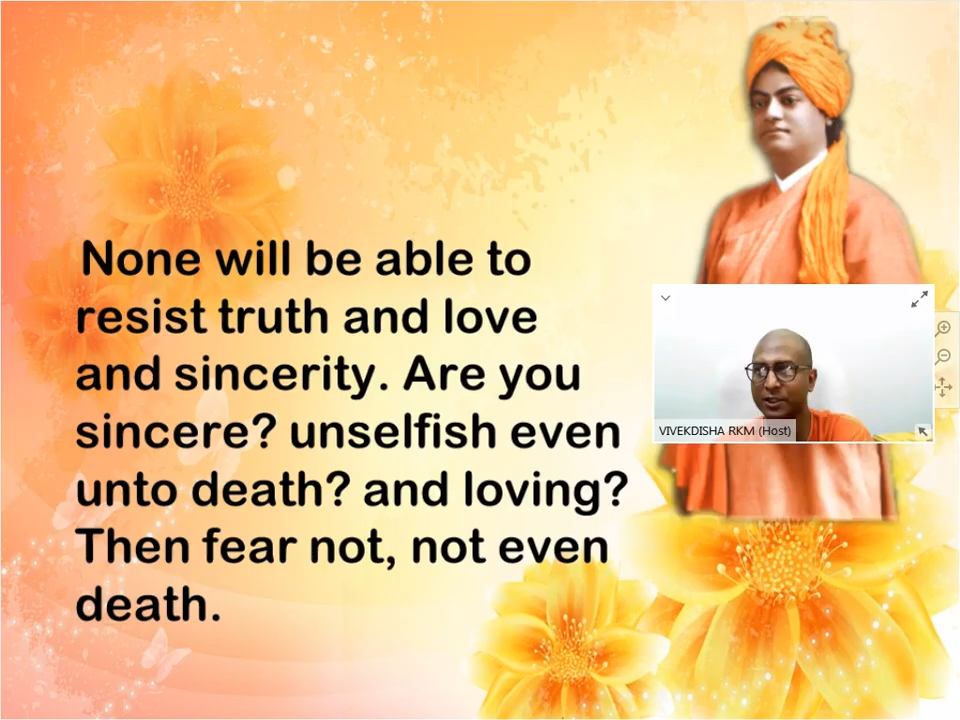 None will be able to
resist truth and love
and sincerity. Are you
sincere? unselfish even
unto death? and loving?
Then fear not, not even
death.
VIVEKDISHA RKM (Host)